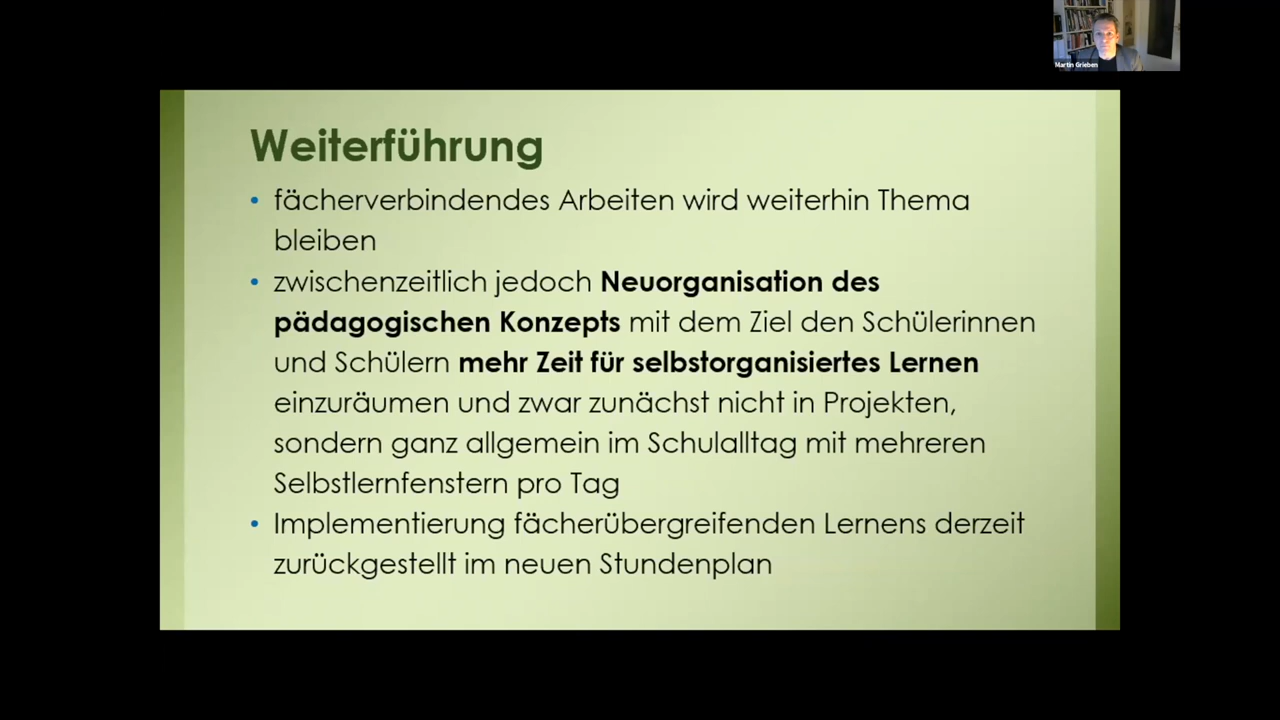 Martin Grieben
Weiterführung
• fächerverbindendes Arbeiten wird weiterhin Thema
bleiben
• zwischenzeitlich jedoch Neuorganisation des
pädagogischen Konzepts mit dem Ziel den Schülerinnen
und Schülern mehr Zeit für selbstorganisiertes Lernen
einzuräumen und zwar zunächst nicht in Projekten,
sondern ganz allgemein im Schulalltag mit mehreren
Selbstlernfenstern pro Tag
• Implementierung fächerübergreifenden Lernens derzeit
zurückgestellt im neuen Stundenplan